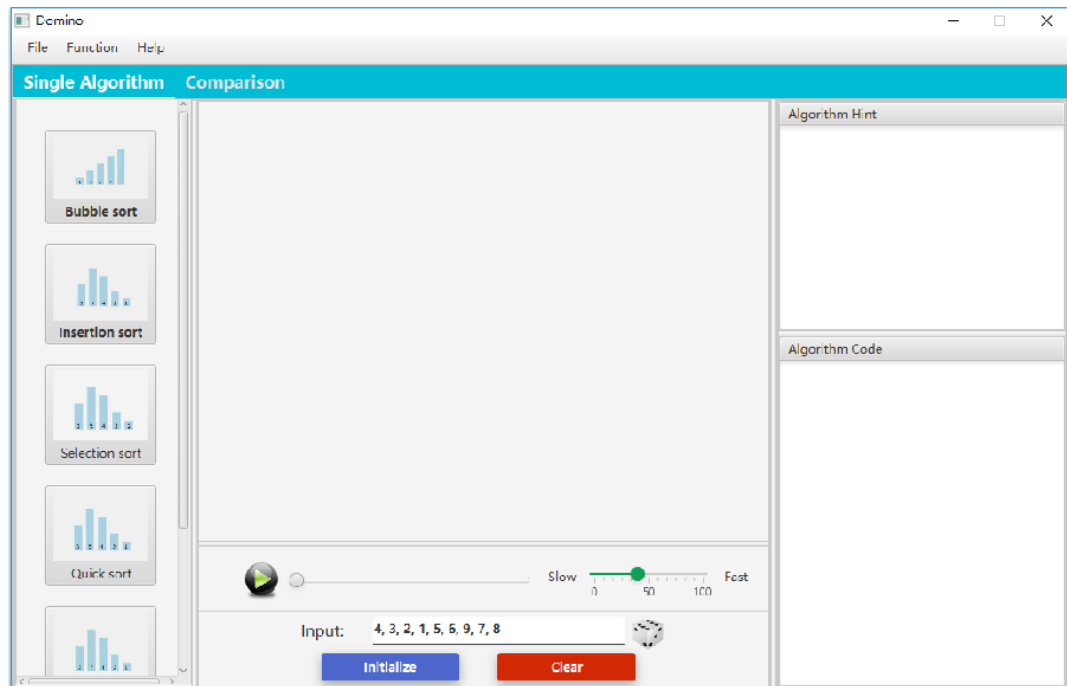 Domino
File Function Help
Single Algorithm Comparison
Bubble sort
Insertion sort
Selection sort
Quick sort
Algorithm Hint
Algorithm Code
Slow Fast
0 50 100
Input: 4, 3, 2, 1, 5, 6, 9, 7, 8
Initialize Clear